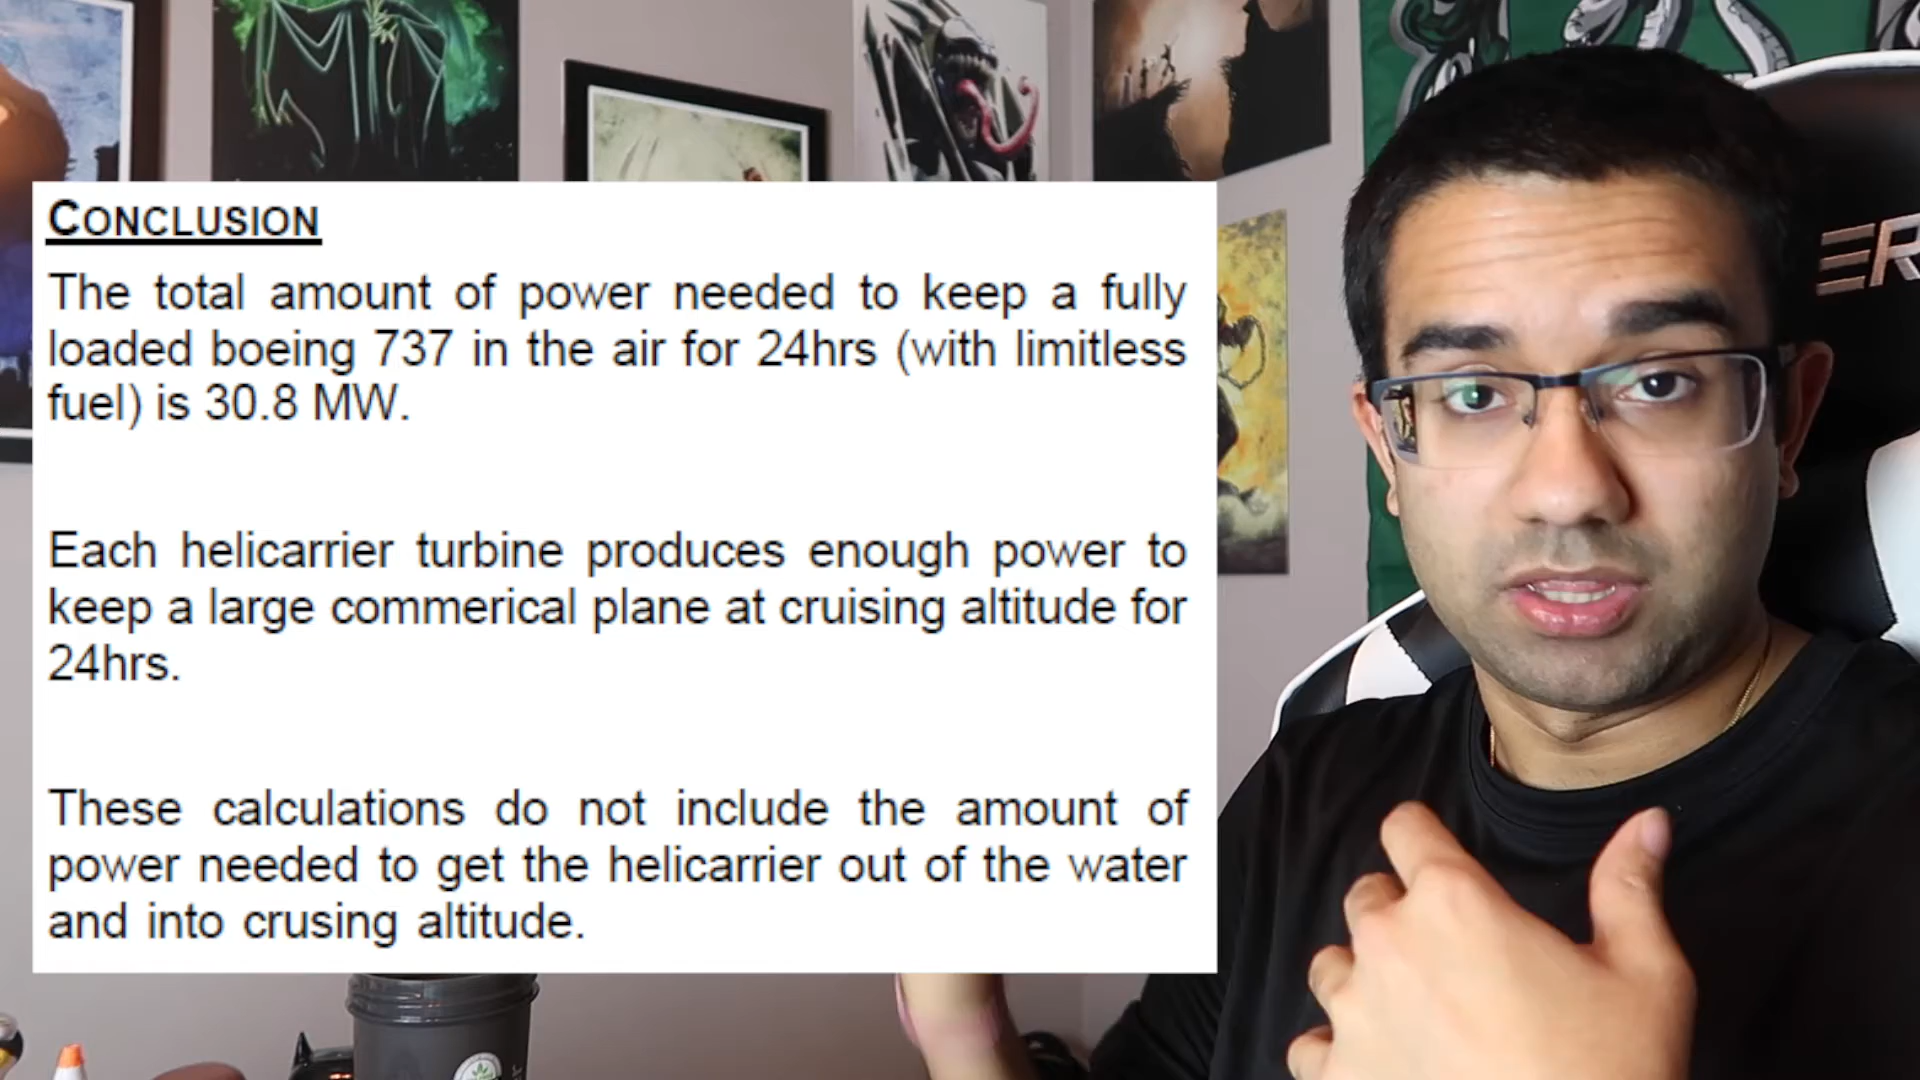 CONCLUSION
The total amount of power needed to keep a fully
loaded boeing 737 in the air for 24hrs (with limitless
fuel) is 30.8 MW.
Each helicarrier turbine produces enough power to
keep a large commerical plane at cruising altitude for
24hrs.
These calculations do not include the amount of
power needed to get the helicarrier out of the water
and into crusing altitude.
ER